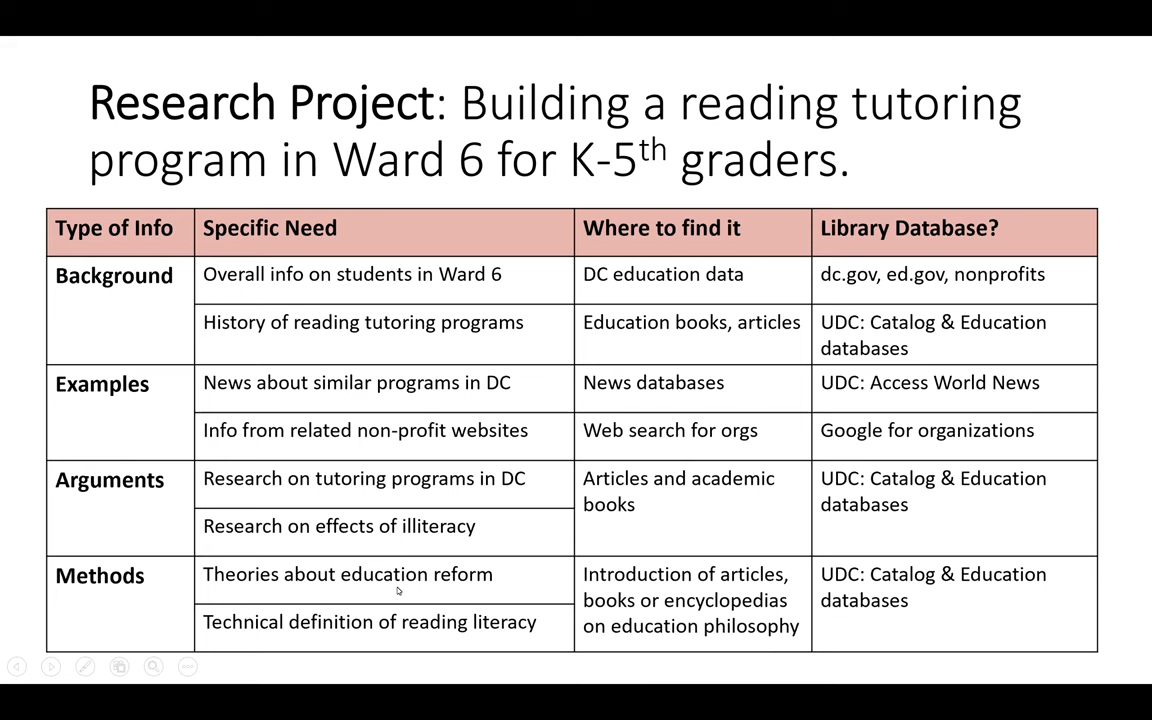 Research Project: Building a reading tutoring
program in Ward 6 for K-5th graders.
Type of Info Specific Need Where to find it Library Database?
Background Overall info on students in Ward 6 DC education data dc.gov, ed.gov, nonprofits
History of reading tutoring programs Education books, articles UDC: Catalog & Education
databases
Examples News about similar programs in DC News databases UDC: Access World News
Info from related non-profit websites Web search for orgs Google for organizations
Arguments Research on tutoring programs in DC Articles and academic UDC: Catalog & Education
books databases
Research on effects of illiteracy
Methods Theories about education reform Introduction of articles, UDC: Catalog & Education
books or encyclopedias databases
Technical definition of reading literacy on education philosophy